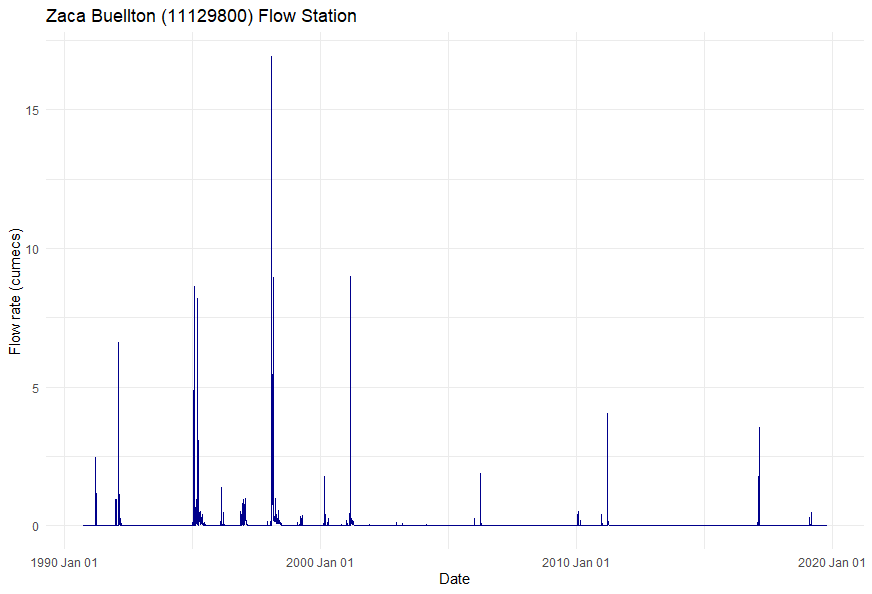 Zaca Buellton (11129800) Flow Station
Flow rate (cumecs)
15
10
5
0
1990 Jan 01
2000 Jan 01
2010 Jan 01
2020 Jan 01
Date